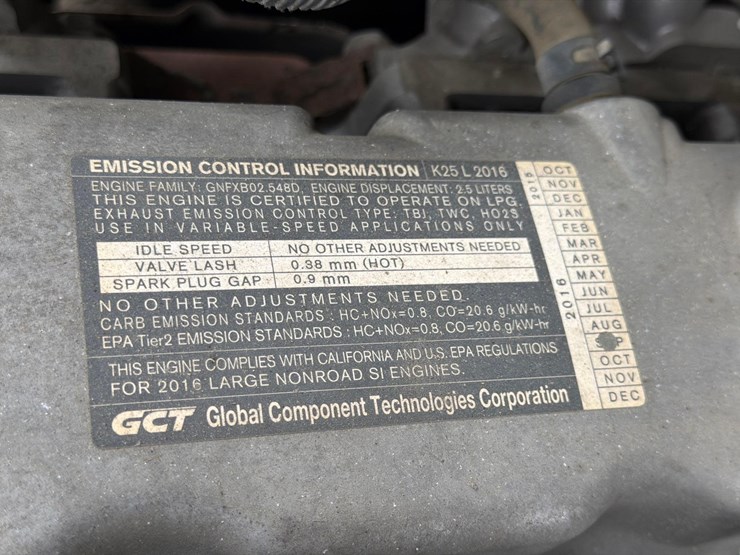 EMISSION CONTROL INFORMATION K25 L 2016
ENGINE FAMILY: GNFXB02.548D, ENGINE DISPLACEMENT: 2.5 LITERS
THIS ENGINE IS CERTIFIED TO OPERATE ON LPG.
EXHAUST EMISSION CONTROL TYPE: TBI, TWC, HO2S
USE IN VARIABLE-SPEED APPLICATIONS ONLY
IDLE SPEED NO OTHER ADJUSTMENTS NEEDED
VALVE LASH 0.38 mm (HOT)
SPARK PLUG GAP 0.9 mm
NO OTHER ADJUSTMENTS NEEDED.
CARB EMISSION STANDARDS : HC+NOx=0.8, CO=20.6 g/kW-hr
EPA Tier2 EMISSION STANDARDS : HC+NOx=0.8, CO=20.6 g/kW-hr
THIS ENGINE COMPLIES WITH CALIFORNIA AND U.S. EPA REGULATIONS
FOR 2016 LARGE NONROAD SI ENGINES.
GCT Global Component Technologies Corporation
2015
OCT
NOV
DEC
2016
JAN
FEB
MAR
APR
MAY
JUN
JUL
AUG
OCT
NOV
DEC